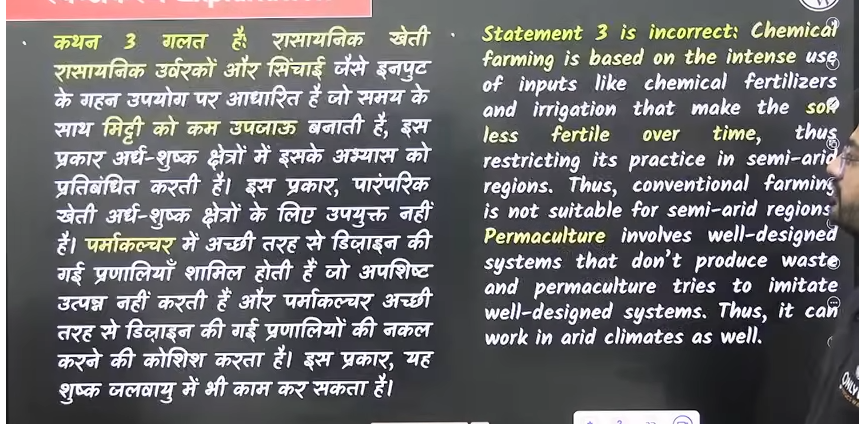 कथन 3 गलत है: रासायनिक खेती
रासायनिक उर्वरकों और सिंचाई जैसे इनपुट
के गहन उपयोग पर आधारित है जो समय के
साथ मिट्टी को कम उपजाऊ बनाती है, इस
प्रकार अर्ध-शुष्क क्षेत्रों में इसके अभ्यास को
प्रतिबंधित करती है। इस प्रकार, पारंपरिक
खेती अर्ध-शुष्क क्षेत्रों के लिए उपयुक्त नहीं
है। पर्माकल्चर में अच्छी तरह से डिज़ाइन की
गई प्रणालियाँ शामिल होती हैं जो अपशिष्ट
उत्पन्न नहीं करती हैं और पर्माकल्चर अच्छी
तरह से डिज़ाइन की गई प्रणालियों की नकल
करने की कोशिश करता है। इस प्रकार, यह
शुष्क जलवायु में भी काम कर सकता है।
Statement 3 is incorrect: Chemical
farming is based on the intense use
of inputs like chemical fertilizers
and irrigation that make the soil
less fertile over time, thus
restricting its practice in semi-arid
regions. Thus, conventional farming
is not suitable for semi-arid regions.
Permaculture involves well-designed
systems that don't produce waste
and permaculture tries to imitate
well-designed systems. Thus, it can
work in arid climates as well.